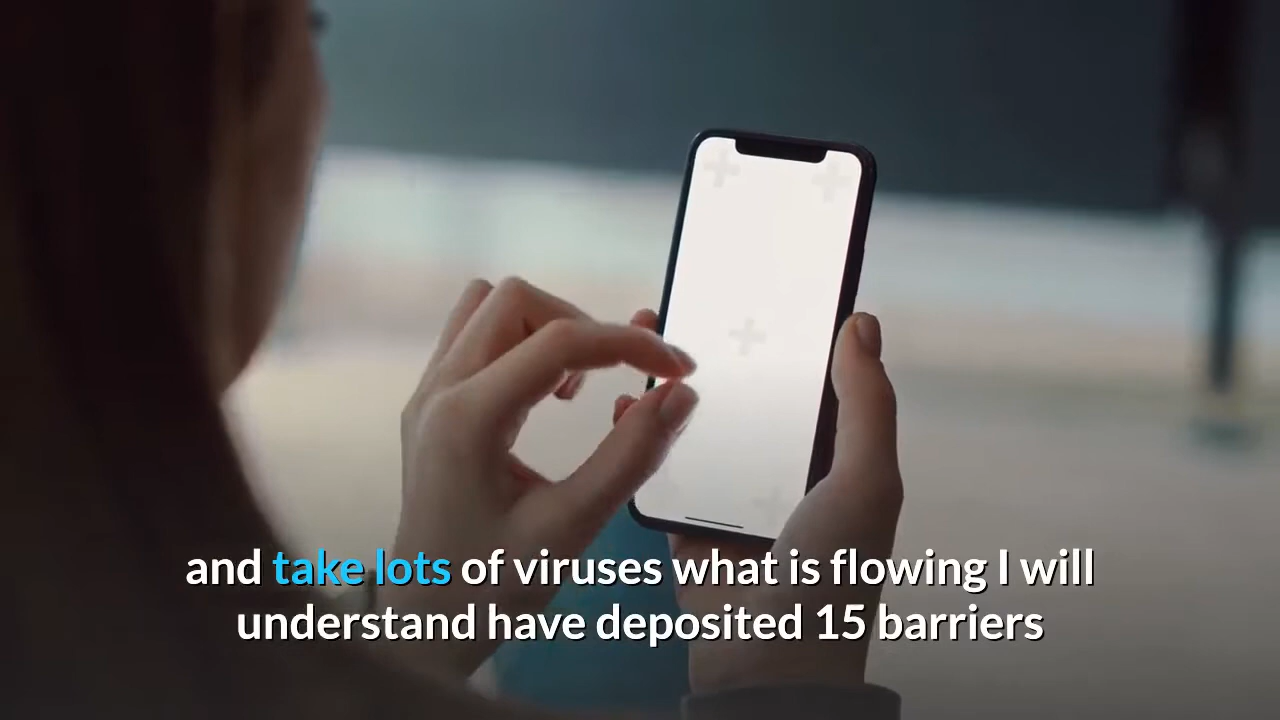 and take lots of viruses what is flowing I will
understand have deposited 15 barriers